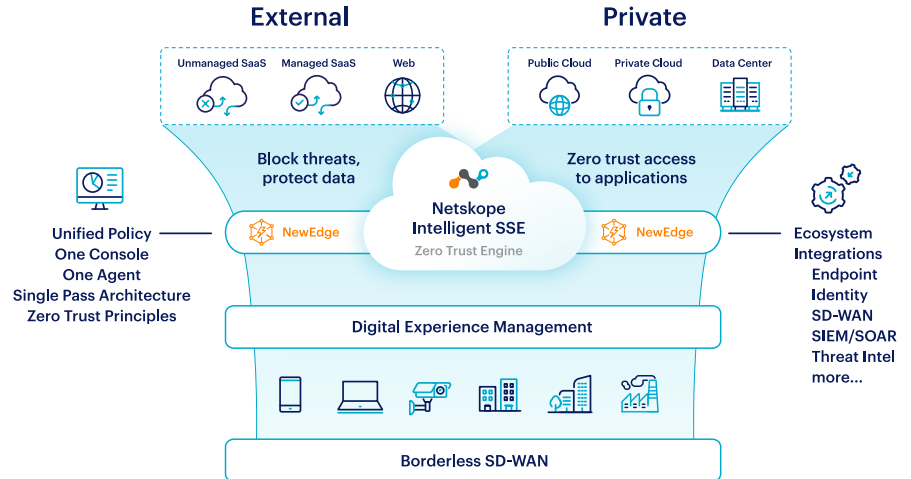 External
Private
Unmanaged SaaS
Managed SaaS
Web
Public Cloud
Private Cloud
Data Center
Block threats,
protect data
Zero trust access
to applications
Netskope
Intelligent SSE
Zero Trust Engine
NewEdge
NewEdge
Unified Policy
One Console
One Agent
Single Pass Architecture
Zero Trust Principles
Ecosystem
Integrations
Endpoint
Identity
SD-WAN
SIEM/SOAR
Threat Intel
more...
Digital Experience Management
Borderless SD-WAN